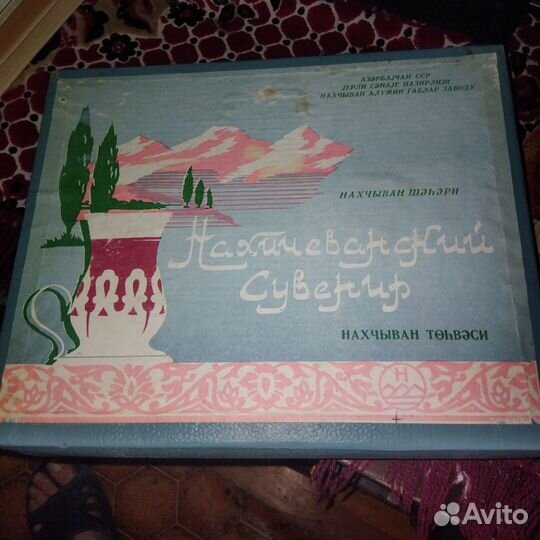 АЗӘРБАЈҸАН ССР
ЈЕРЛИ СӘНАЈЕ НАЗИРЛИЈИ
НАХЧЫВАН АЛҮМИН ГАБЛАР ЗАВОДУ
НАХЧЫВАН ШӘҺӘРИ
Нахичеванский
Сувенир
НАХЧЫВАН ТӨҺВӘСИ
Н
Avito